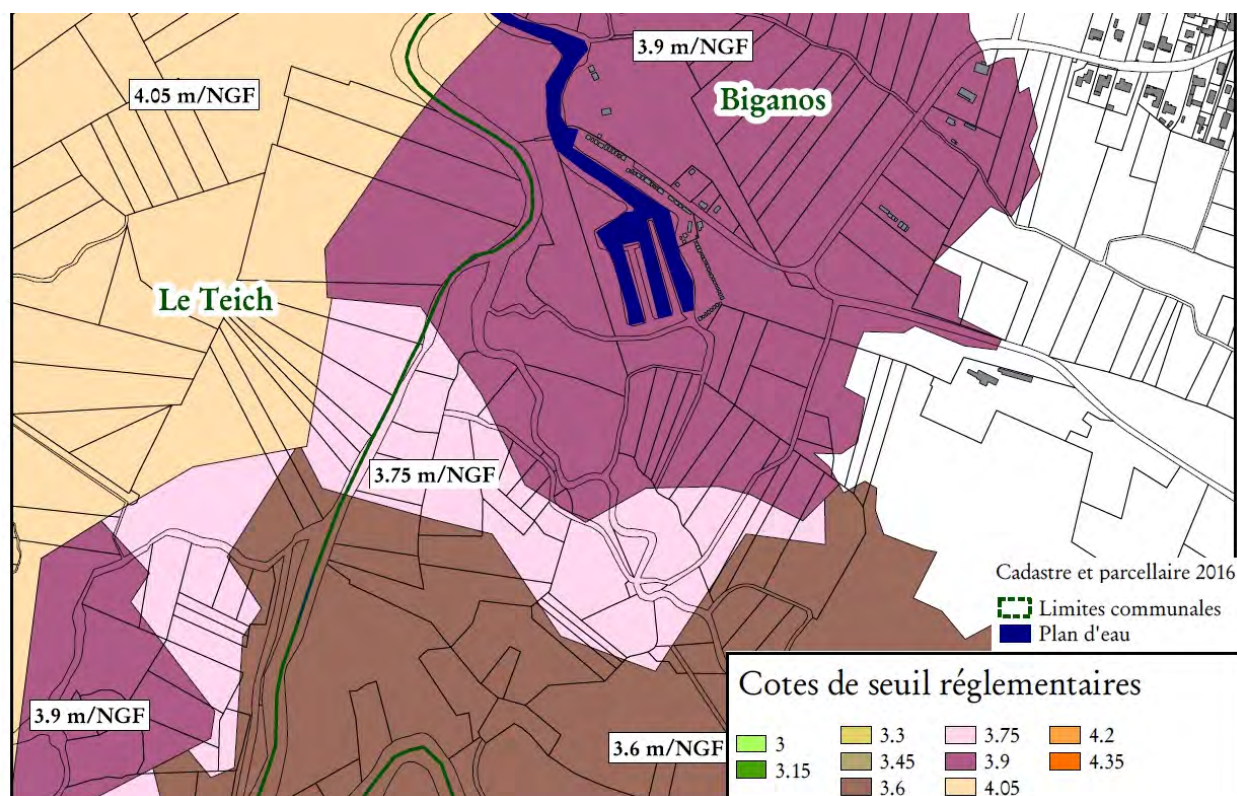 3.9 m/NGF
4.05 m/NGF
Biganos
Le Teich
3.75 m/NGF
Cadastre et parcellaire 2016
Limites communales
Plan d'eau
3.9 m/NGF
3.6 m/NGF
Cotes de seuil réglementaires
3
3.15
3.3
3.45
3.6
3.75
3.9
4.05
4.2
4.35